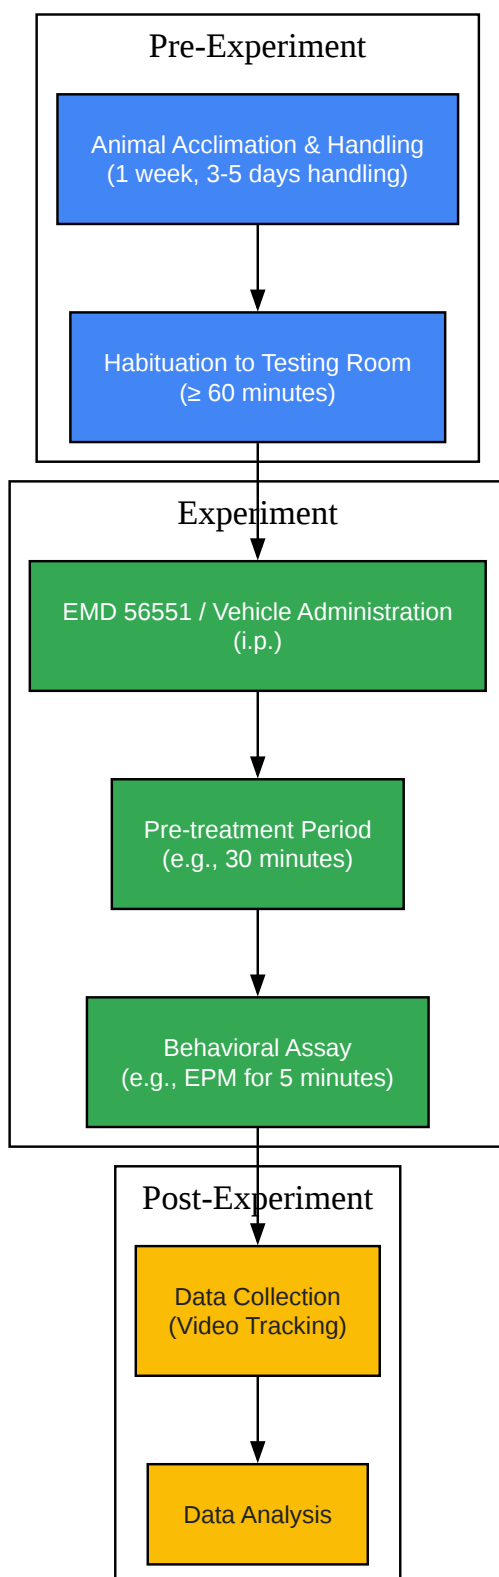 Pre-Experiment
Animal Acclimation & Handling
(1 week, 3-5 days handling)
Habituation to Testing Room
(≥ 60 minutes)
Experiment
EMD 56551 / Vehicle Administration
(i.p.)
Pre-treatment Period
(e.g., 30 minutes)
Behavioral Assay
(e.g., EPM for 5 minutes)
Post-Experiment
Data Collection
(Video Tracking)
Data Analysis